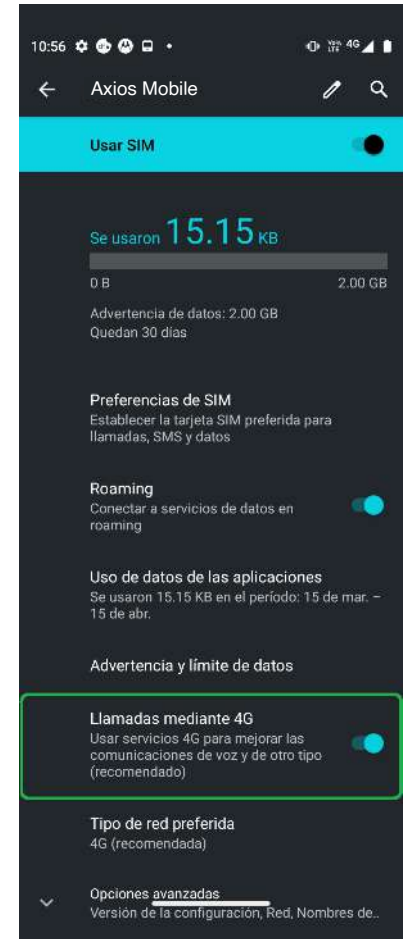 10:56
4G
Axios Mobile
Usar SIM
Se usaron 15.15 KB
0 B 2.00 GB
Advertencia de datos: 2.00 GB
Quedan 30 días
Preferencias de SIM
Establecer la tarjeta SIM preferida para
llamadas, SMS y datos
Roaming
Conectar a servicios de datos en
roaming
Uso de datos de las aplicaciones
Se usaron 15.15 KB en el período: 15 de mar. –
15 de abr.
Advertencia y límite de datos
Llamadas mediante 4G
Usar servicios 4G para mejorar las
comunicaciones de voz y de otro tipo
(recomendado)
Tipo de red preferida
4G (recomendada)
Opciones avanzadas
Versión de la configuración, Red, Nombres de..